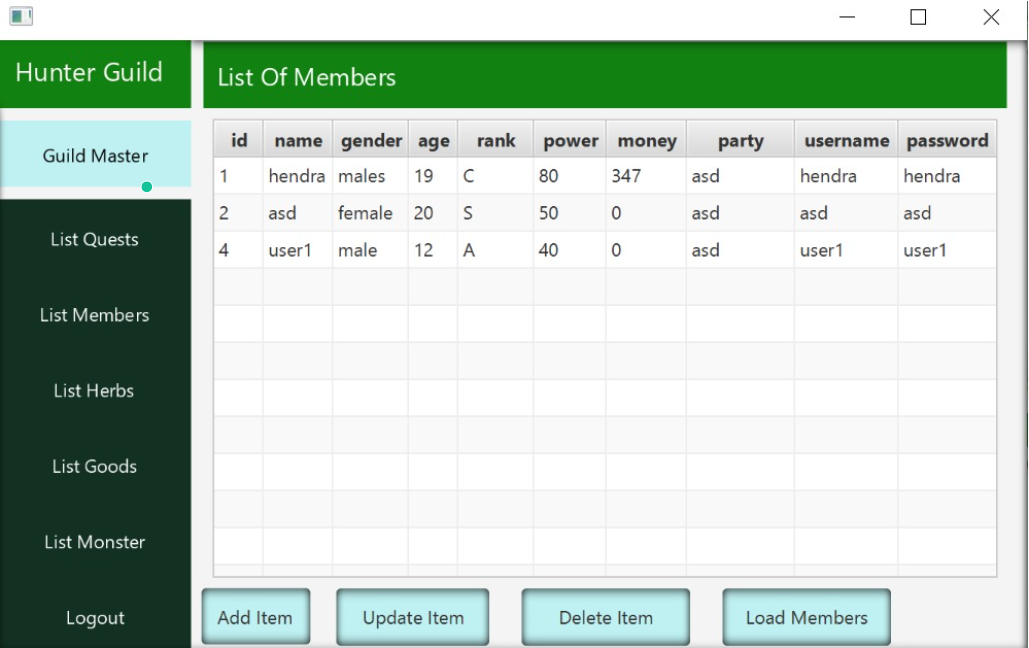 Hunter Guild
List Of Members
Guild Master
List Quests
List Members
List Herbs
List Goods
List Monster
Logout
id name gender age rank power money party username password
1 hendra males 19 C 80 347 asd hendra hendra
2 asd female 20 S 50 0 asd asd asd
4 user1 male 12 A 40 0 asd user1 user1
Add Item Update Item Delete Item Load Members